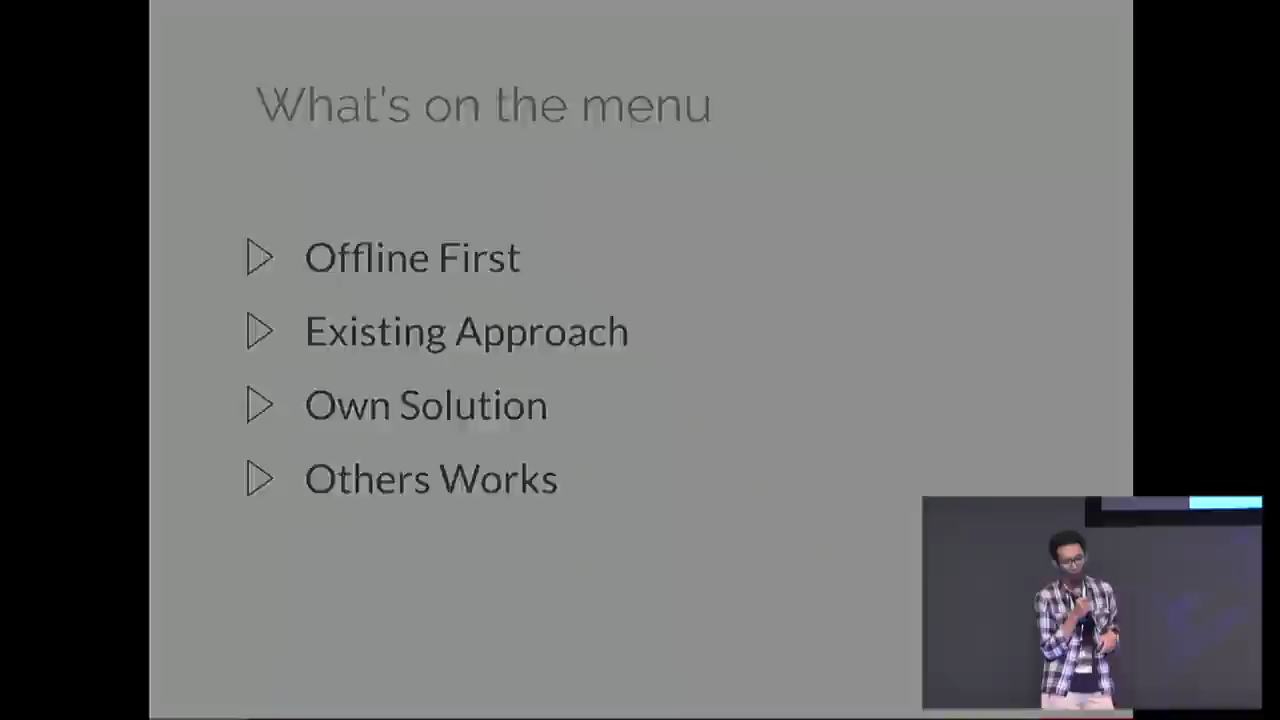 What's on the menu
Offline First
Existing Approach
Own Solution
Others Works